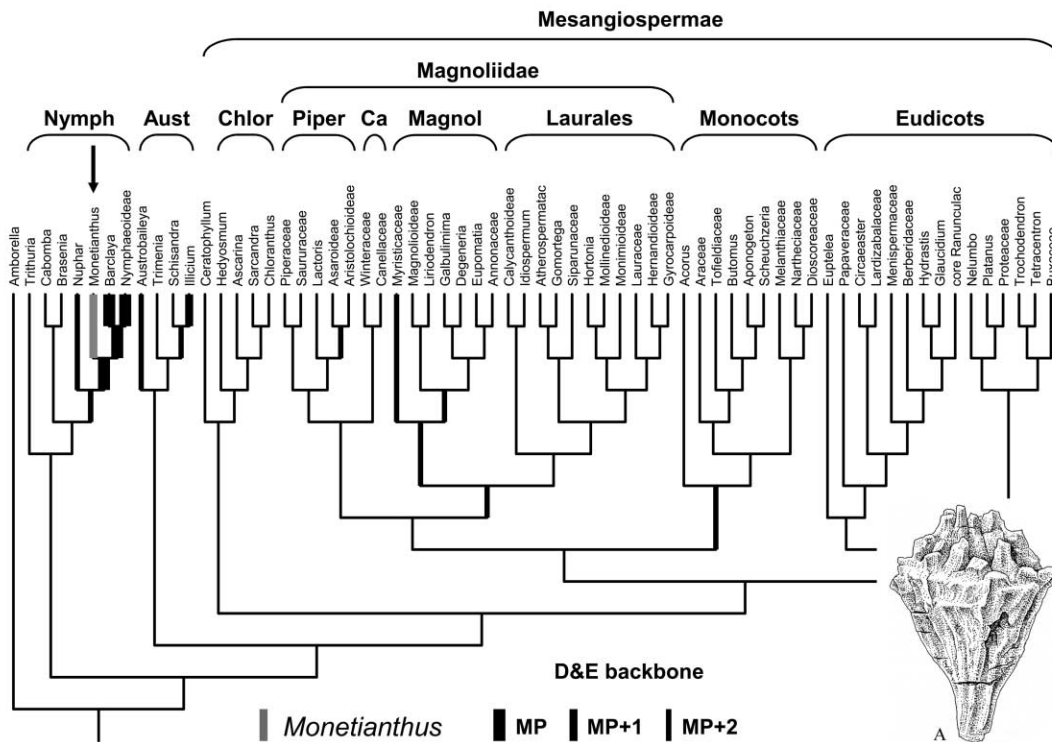 Mesangiospermae
Magnoliidae
Nymph Aust Chlor Piper Ca Magnol Laurales Monocots Eudicots
Amborella
Trithuria
Cabomba
Brasenia
Nuphar
Monetianthus
Barclaya
Nymphaeoideae
Austrobaileya
Trimenia
Schisandra
Illicium
Ceratophyllum
Hedyosmum
Ascarina
Sarcandra
Chloranthus
Piperaceae
Saururaceae
Lactoris
Asaroideae
Aristolochioideae
Winteraceae
Canellaceae
Myristicaceae
Magnolioideae
Liriodendron
Galbulimima
Degeneria
Eupomatia
Annonaceae
Calycanthoideae
Idiospermum
Atherospermatac
Gomortega
Siparunaceae
Hortonia
Mollinedioideae
Monimioideae
Lauraceae
Hernandioideae
Gyrocarpoideae
Acorus
Araceae
Tofieldiaceae
Butomus
Aponogeton
Scheuchzeria
Melanthiaceae
Nartheciaceae
Dioscoreaceae
Euptelea
Papaveraceae
Circaeaster
Lardizabalaceae
Menispermaceae
Berberidaceae
Hydrastis
Glaucidium
core Ranunculac
Nelumbo
Platanus
Proteaceae
Trochodendron
Tetracentron
D&E backbone
Monetianthus MP MP+1 MP+2
A